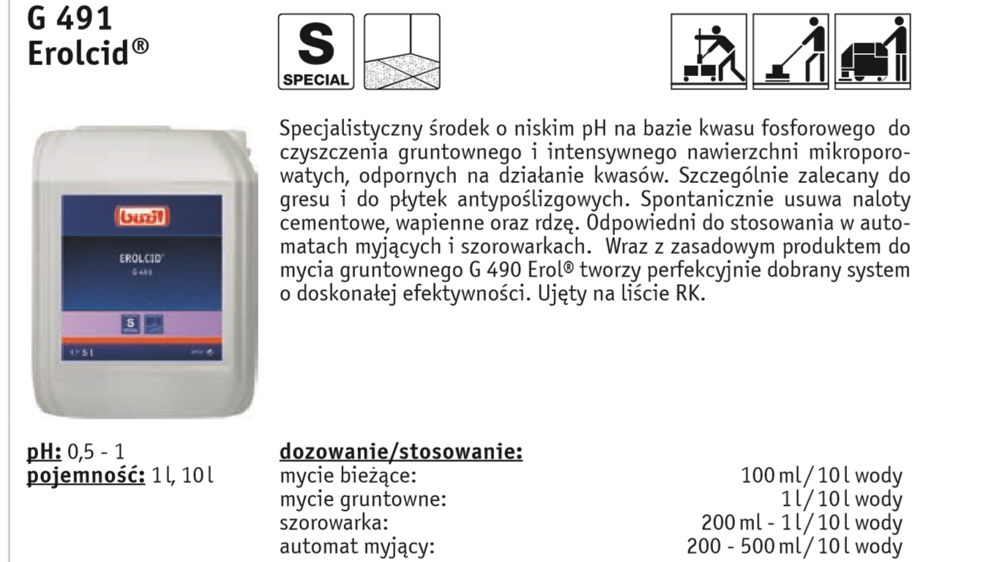 G 491
Erolcid®
S
SPECIAL
Specjalistyczny środek o niskim pH na bazie kwasu fosforowego do
czyszczenia gruntownego i intensywnego nawierzchni mikroporo-
watych, odpornych na działanie kwasów. Szczególnie zalecany do
gresu i do płytek antypoślizgowych. Spontanicznie usuwa naloty
cementowe, wapienne oraz rdzę. Odpowiedni do stosowania w auto-
matach myjących i szorowarkach. Wraz z zasadowym produktem do
mycia gruntownego G 490 Erol® tworzy perfekcyjnie dobrany system
o doskonałej efektywności. Ujęty na liście RK.
buzil
EROLCID®
S
5 l
pH: 0,5 - 1
pojemność: 1 l, 10 l
dozowanie/stosowanie:
mycie bieżące: 100 ml / 10 l wody
mycie gruntowne: 1 l / 10 l wody
szorowarka: 200 ml - 1 l / 10 l wody
automat myjący: 200 - 500 ml / 10 l wody